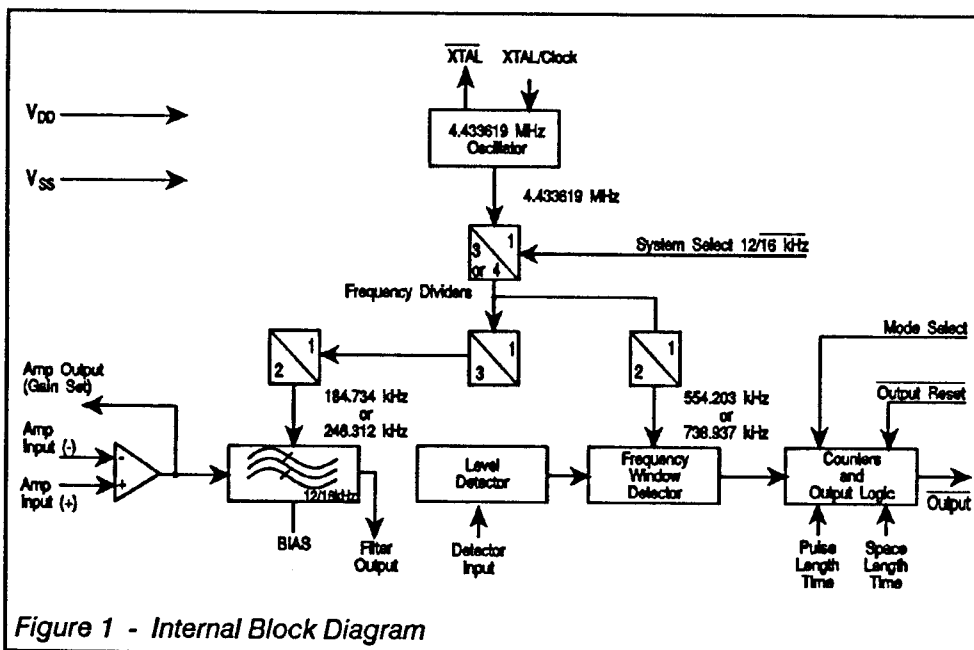 XTAL XTAL/Clock
VDD
4.433619 MHz
Oscillator
VSS
4.433619 MHz
3 1
or 4
System Select 12/16 kHz
Frequency Dividers
2 1
3 1
2 1
Mode Select
Amp Output
(Gain Set)
184.734 kHz
or
246.312 kHz
554.203 kHz
or
738.937 kHz
Output Reset
Amp
Input (-)
-
+
Amp
Input (+)
12/16kHz
Level
Detector
Frequency
Window
Detector
Counters
and
Output Logic
Output
BIAS
Filter
Output
Detector
Input
Pulse
Length
Time
Space
Length
Time
Figure 1 - Internal Block Diagram